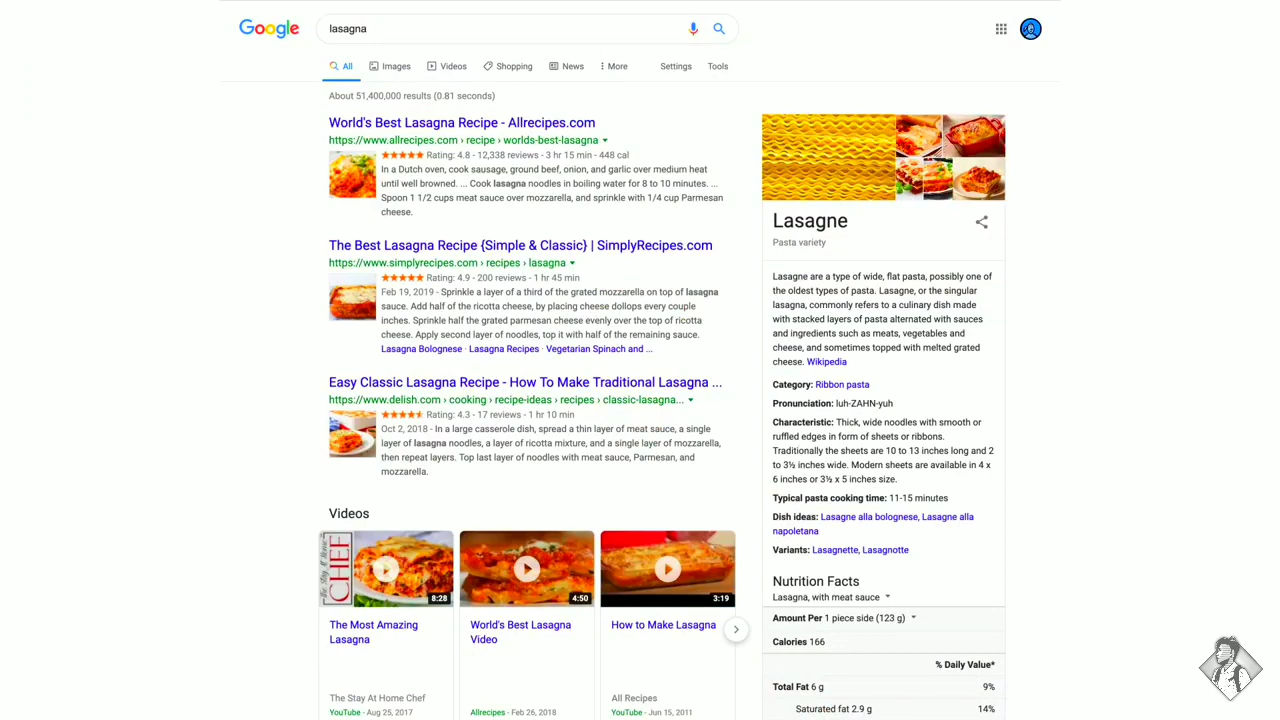 Google
lasagna
All Images Videos Shopping News More Settings Tools
About 51,400,000 results (0.81 seconds)
World's Best Lasagna Recipe - Allrecipes.com
https://www.allrecipes.com › recipe › worlds-best-lasagna
Rating: 4.8 - 12,338 reviews - 3 hr 15 min - 448 cal
In a Dutch oven, cook sausage, ground beef, onion, and garlic over medium heat
until well browned. ... Cook lasagna noodles in boiling water for 8 to 10 minutes. ...
Spoon 1 1/2 cups meat sauce over mozzarella, and sprinkle with 1/4 cup Parmesan
cheese.
The Best Lasagna Recipe {Simple & Classic} | SimplyRecipes.com
https://www.simplyrecipes.com › recipes › lasagna
Rating: 4.9 - 200 reviews - 1 hr 45 min
Feb 19, 2019 - Sprinkle a layer of a third of the grated mozzarella on top of lasagna
sauce. Add half of the ricotta cheese, by placing cheese dollops every couple
inches. Sprinkle half the grated parmesan cheese evenly over the top of ricotta
cheese. Apply second layer of noodles, top it with half of the remaining sauce.
Lasagna Bolognese · Lasagna Recipes · Vegetarian Spinach and ...
Easy Classic Lasagna Recipe - How To Make Traditional Lasagna ...
https://www.delish.com › cooking › recipe-ideas › recipes › classic-lasagna...
Rating: 4.3 - 17 reviews - 1 hr 10 min
Oct 2, 2018 - In a large casserole dish, spread a thin layer of meat sauce, a single
layer of lasagna noodles, a layer of ricotta mixture, and a single layer of mozzarella,
then repeat layers. Top last layer of noodles with meat sauce, Parmesan, and
mozzarella.
Videos
The Stay At Home
CHEF
8:28
4:50
3:19
The Most Amazing
Lasagna
World's Best Lasagna
Video
How to Make Lasagna
The Stay At Home Chef
All Recipes
YouTube - Aug 25, 2017
Allrecipes - Feb 26, 2018
YouTube - Jun 15, 2011
Lasagne
Pasta variety
Lasagne are a type of wide, flat pasta, possibly one of
the oldest types of pasta. Lasagne, or the singular
lasagna, commonly refers to a culinary dish made
with stacked layers of pasta alternated with sauces
and ingredients such as meats, vegetables and
cheese, and sometimes topped with melted grated
cheese. Wikipedia
Category: Ribbon pasta
Pronunciation: luh-ZAHN-yuh
Characteristic: Thick, wide noodles with smooth or
ruffled edges in form of sheets or ribbons.
Traditionally the sheets are 10 to 13 inches long and 2
to 3½ inches wide. Modern sheets are available in 4 x
6 inches or 3½ x 5 inches size.
Typical pasta cooking time: 11-15 minutes
Dish ideas: Lasagne alla bolognese, Lasagne alla
napoletana
Variants: Lasagnette, Lasagnotte
Nutrition Facts
Lasagna, with meat sauce
Amount Per 1 piece side (123 g)
Calories 166
% Daily Value*
Total Fat 6 g 9%
Saturated fat 2.9 g 14%